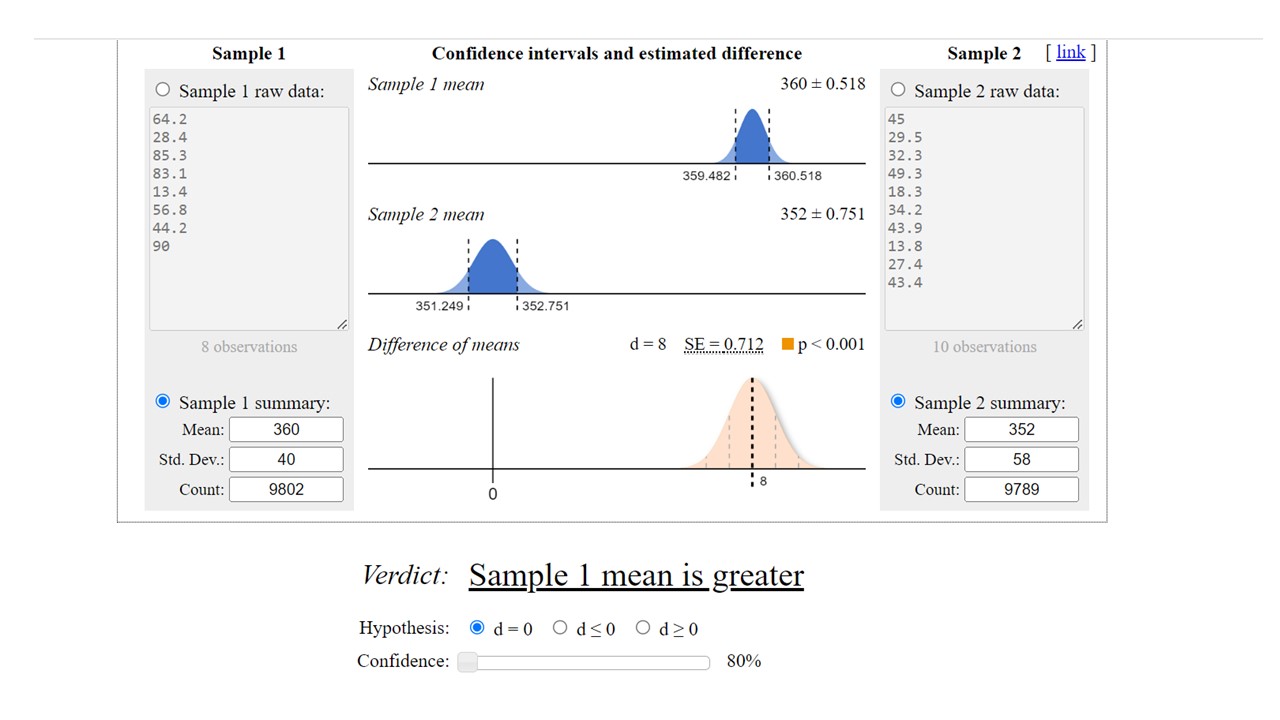 Sample 1
Confidence intervals and estimated difference
Sample 2 [ link ]
Sample 1 raw data:
64.2
28.4
85.3
83.1
13.4
56.8
44.2
90
8 observations
Sample 1 summary:
Mean: 360
Std. Dev.: 40
Count: 9802
Sample 1 mean 360 ± 0.518
359.482 360.518
Sample 2 mean 352 ± 0.751
351.249 352.751
Difference of means d = 8 SE = 0.712 p < 0.001
8
0
Sample 2 raw data:
45
29.5
32.3
49.3
18.3
34.2
43.9
13.8
27.4
43.4
10 observations
Sample 2 summary:
Mean: 352
Std. Dev.: 58
Count: 9789
Verdict: Sample 1 mean is greater
Hypothesis: d = 0 d ≤ 0 d ≥ 0
Confidence: 80%